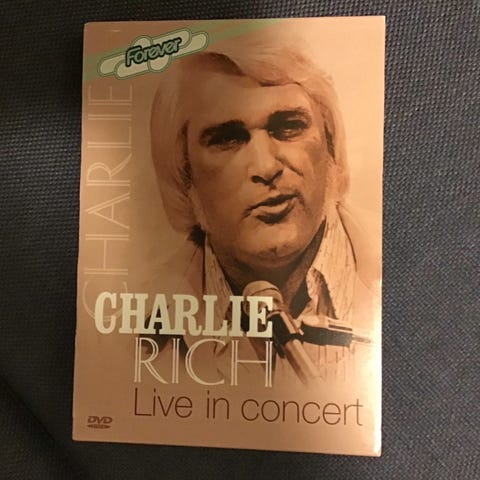 Forever
CHARLIE
CHARLIE
RICH
Live in concert
DVD